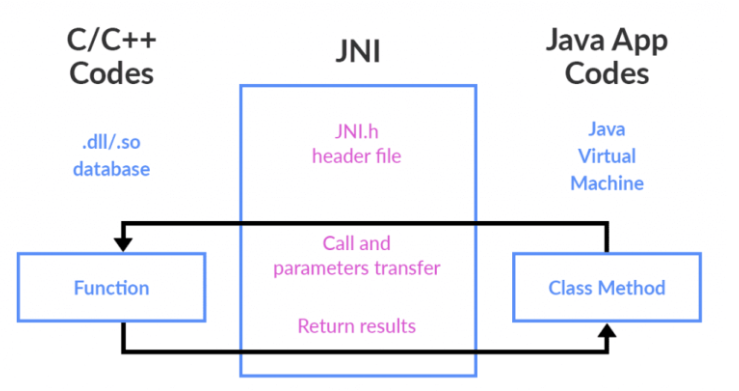 C/C++
Codes
JNI
Java App
Codes
.dll/.so
database
JNI.h
header file
Java
Virtual
Machine
Call and
parameters transfer
Function
Class Method
Return results